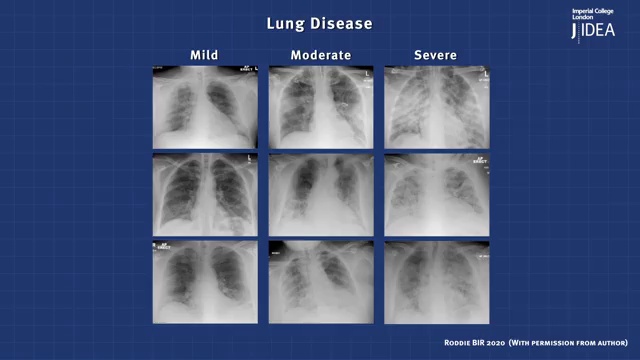 Lung Disease
Imperial College
London
J-IDEA
Mild
Moderate
Severe
L
L
L
Roddie BIR 2020 (With permission from author)